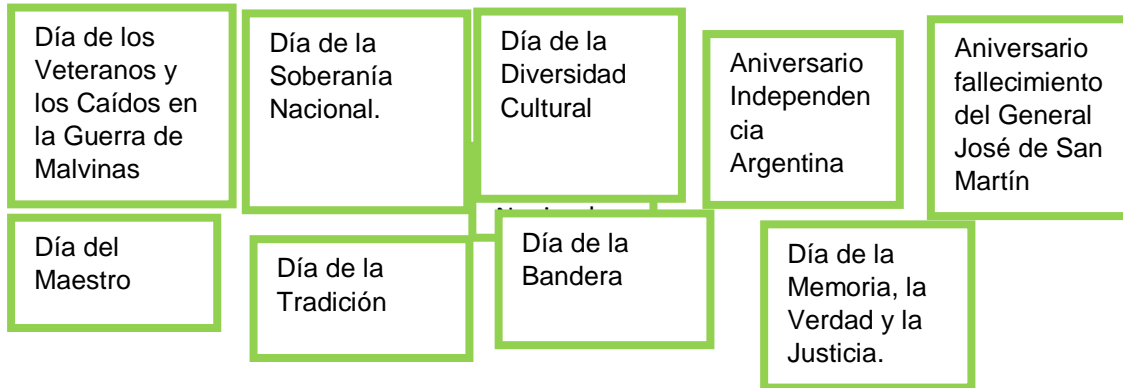 Día de los
Veteranos y
los Caídos en
la Guerra de
Malvinas
Día de la
Soberanía
Nacional.
Día de la
Diversidad
Cultural
Aniversario
Independen
cia
Argentina
Aniversario
fallecimiento
del General
José de San
Martín
Día del
Maestro
Día de la
Tradición
Día de la
Bandera
Día de la
Memoria, la
Verdad y la
Justicia.